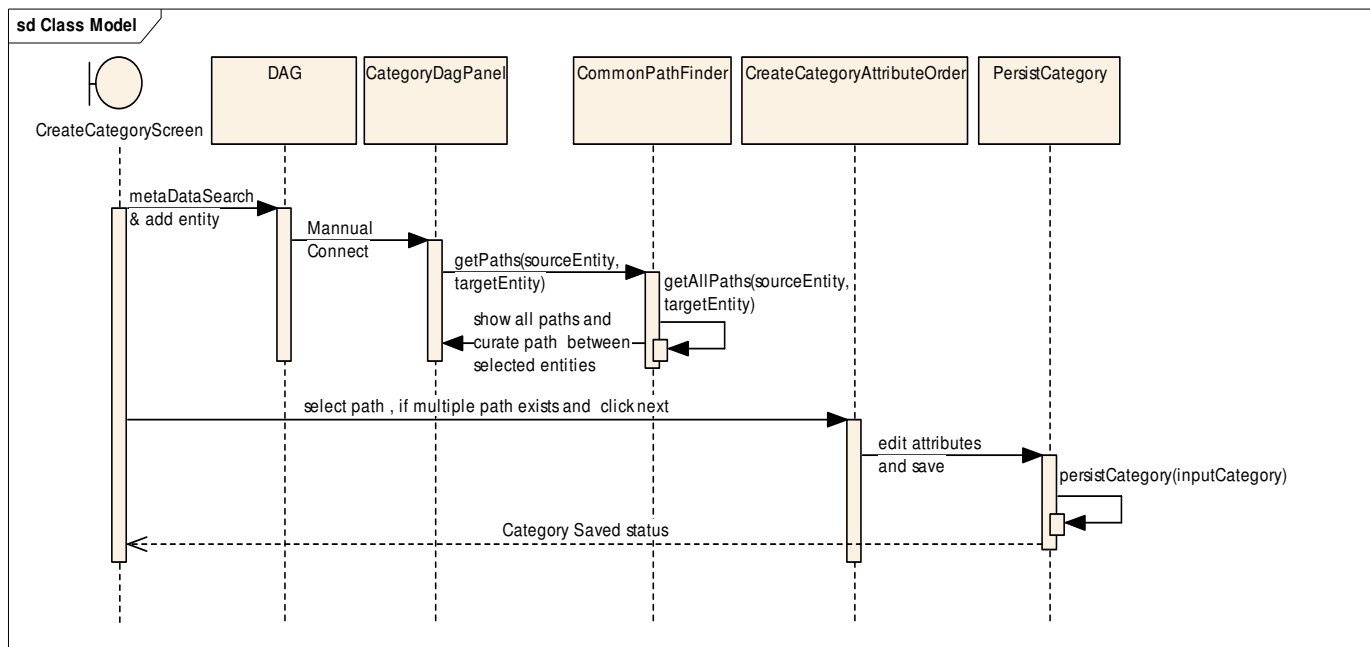 sd Class Model
CreateCategoryScreen
DAG
CategoryDagPanel
CommonPathFinder
CreateCategoryAttributeOrder
PersistCategory
metaDataSearch
& add entity
Mannual
Connect
getPaths(sourceEntity,
targetEntity)
getAllPaths(sourceEntity,
targetEntity)
show all paths and
curate path between
selected entities
select path , if multiple path exists and click next
edit attributes
and save
persistCategory(inputCategory)
Category Saved status